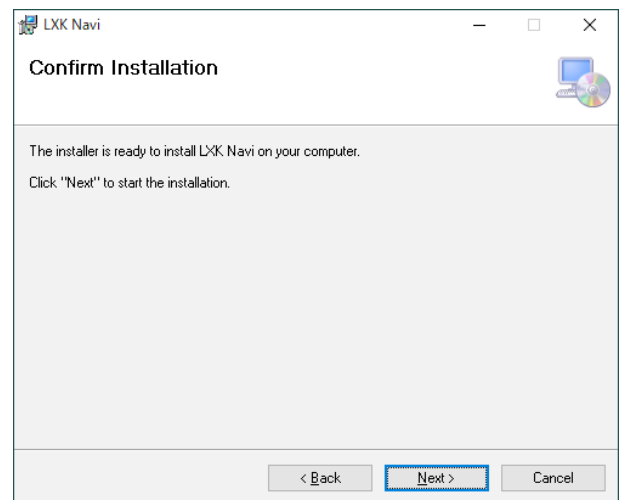 LXK Navi
Confirm Installation
The installer is ready to install LXK Navi on your computer.
Click "Next" to start the installation.
< Back
Next >
Cancel